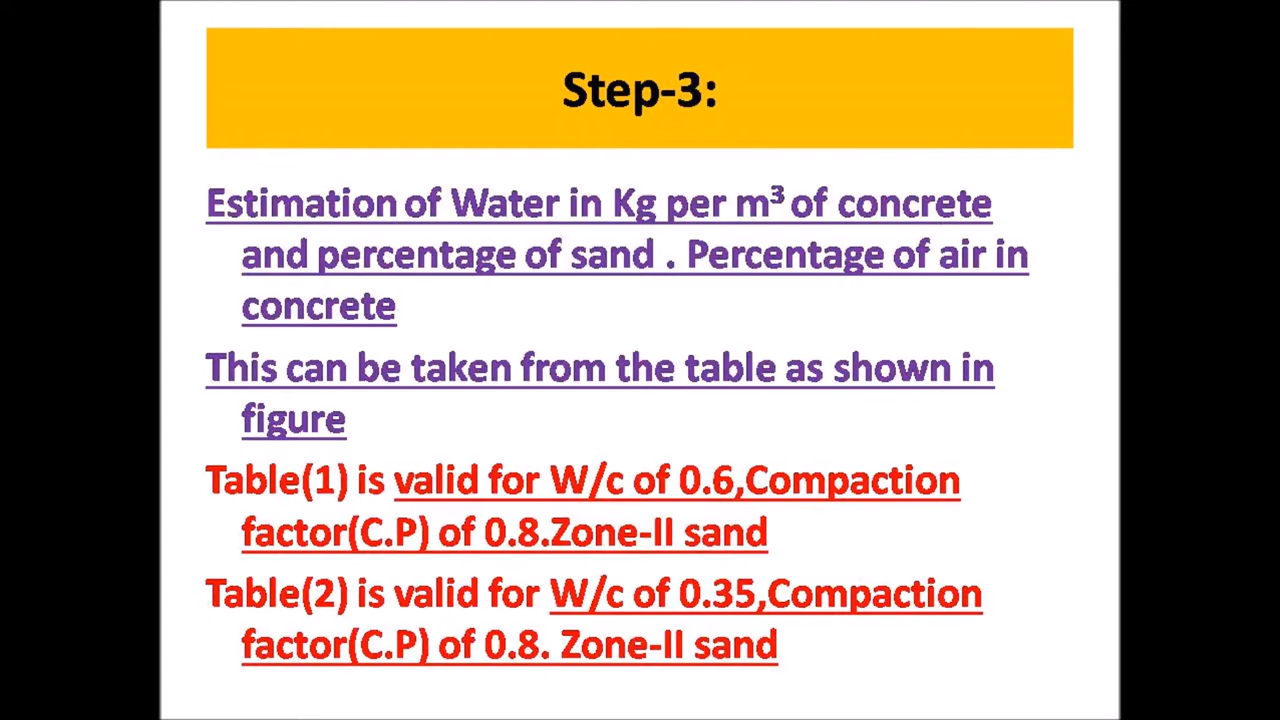 Step-3:
Estimation of Water in Kg per m³ of concrete
and percentage of sand . Percentage of air in
concrete
This can be taken from the table as shown in
figure
Table(1) is valid for W/c of 0.6,Compaction
factor(C.P) of 0.8.Zone-II sand
Table(2) is valid for W/c of 0.35,Compaction
factor(C.P) of 0.8. Zone-II sand